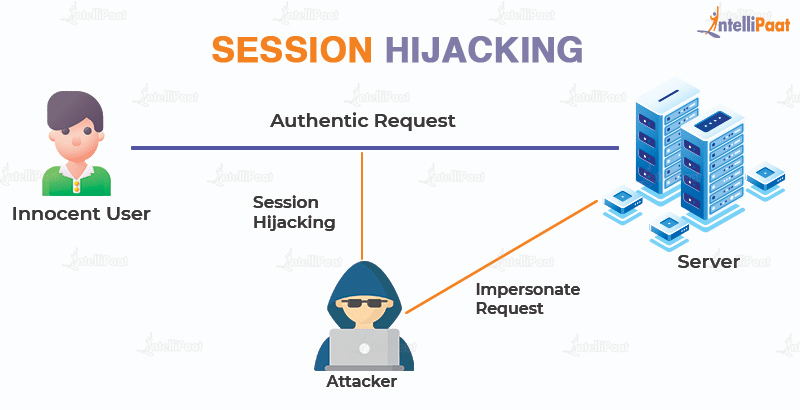 IntelliPaat
SESSION HIJACKING
Authentic Request
Innocent User
Session
Hijacking
Impersonate
Request
Server
Attacker